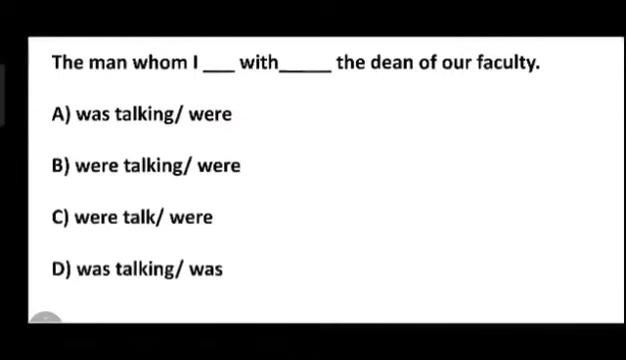 The man whom I ___ with_____ the dean of our faculty.
A) was talking/ were
B) were talking/ were
C) were talk/ were
D) was talking/ was